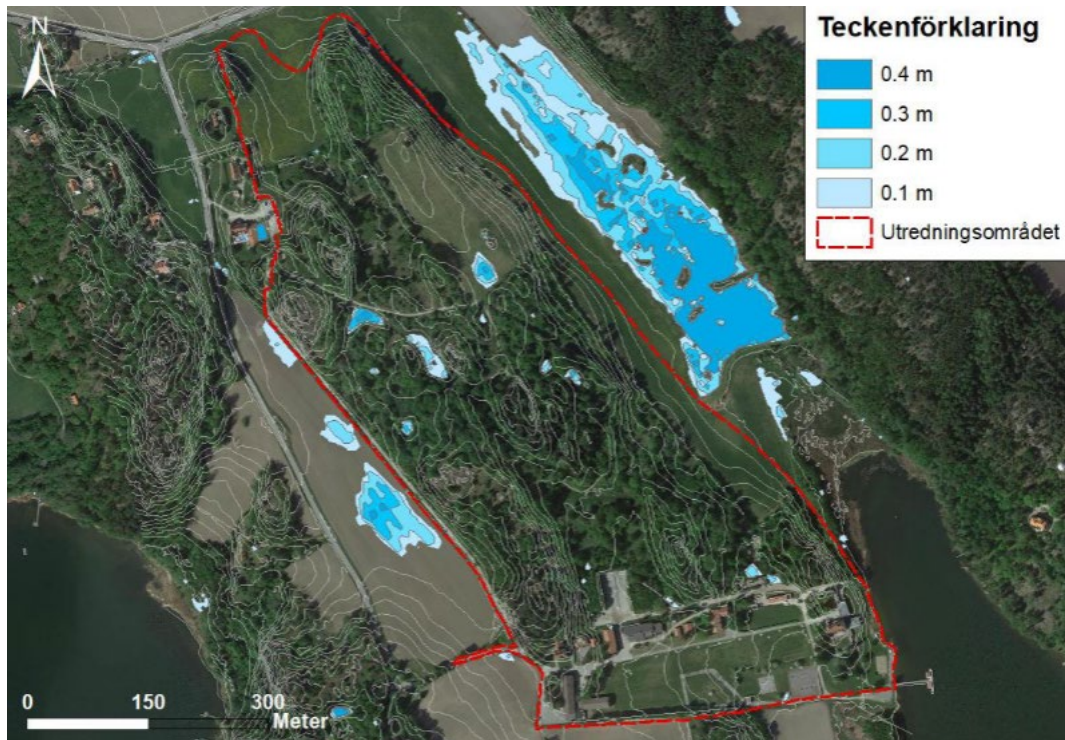 N
Teckenförklaring
0.4 m
0.3 m
0.2 m
0.1 m
Utredningsområdet
0 150 300
Meter